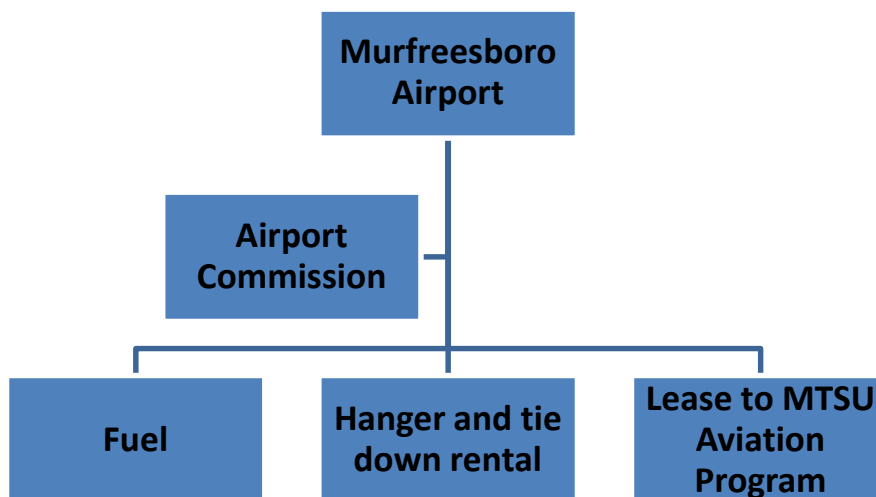 Murfreesboro
Airport
Airport
Commission
Fuel
Hanger and tie
down rental
Lease to MTSU
Aviation
Program